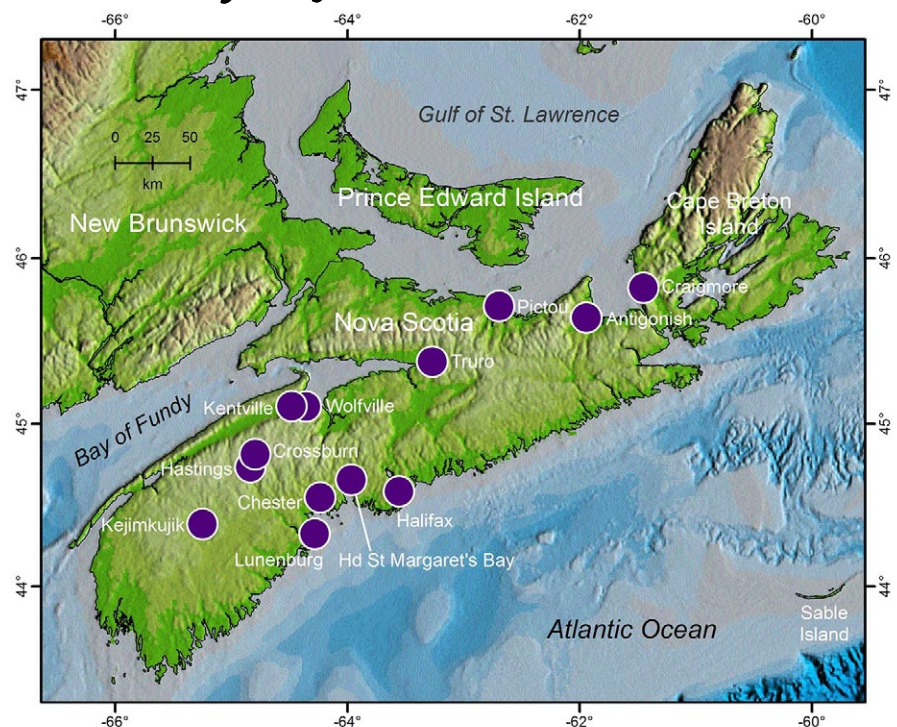 -66° -64° -62° -60°
47°
Gulf of St. Lawrence
0 25 50
km
Prince Edward Island
Cape Breton
Island
New Brunswick
46°
Craigmore
Pictou
Antigonish
Nova Scotia
Truro
Kentville
Wolfville
45°
Bay of Fundy
Crossburn
Hastings
Chester
Halifax
Kejimkujik
Lunenburg
Hd St Margaret's Bay
44°
Sable
Island
Atlantic Ocean
47°
46°
45°
44°
-66° -64° -62° -60°